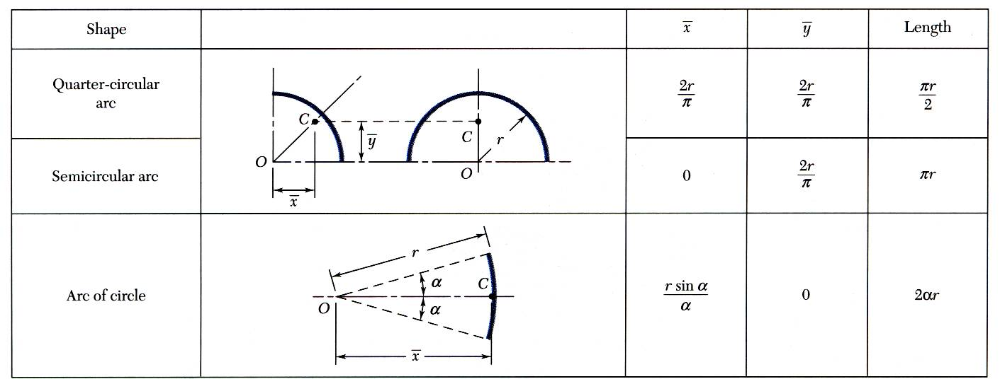 Shape x̄ ȳ Length
Quarter-circular
arc
C
ȳ
O
x̄
C
r
O
2r/π 2r/π πr/2
Semicircular arc
0 2r/π πr
Arc of circle
r
α
α
C
O
x̄
r sin α/α 0 2αr